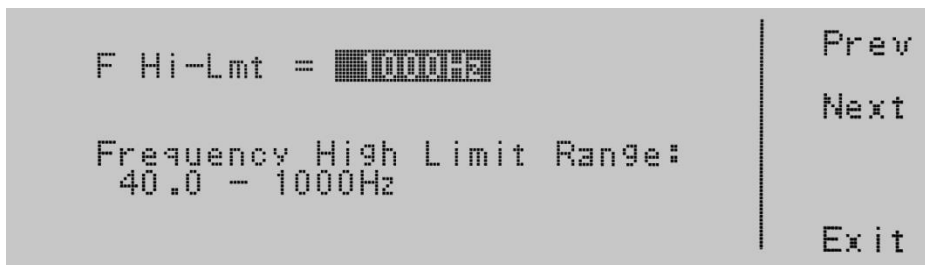 F Hi-Lmt = 1000Hz
Frequency High Limit Range:
40.0 - 1000Hz
Prev
Next
Exit